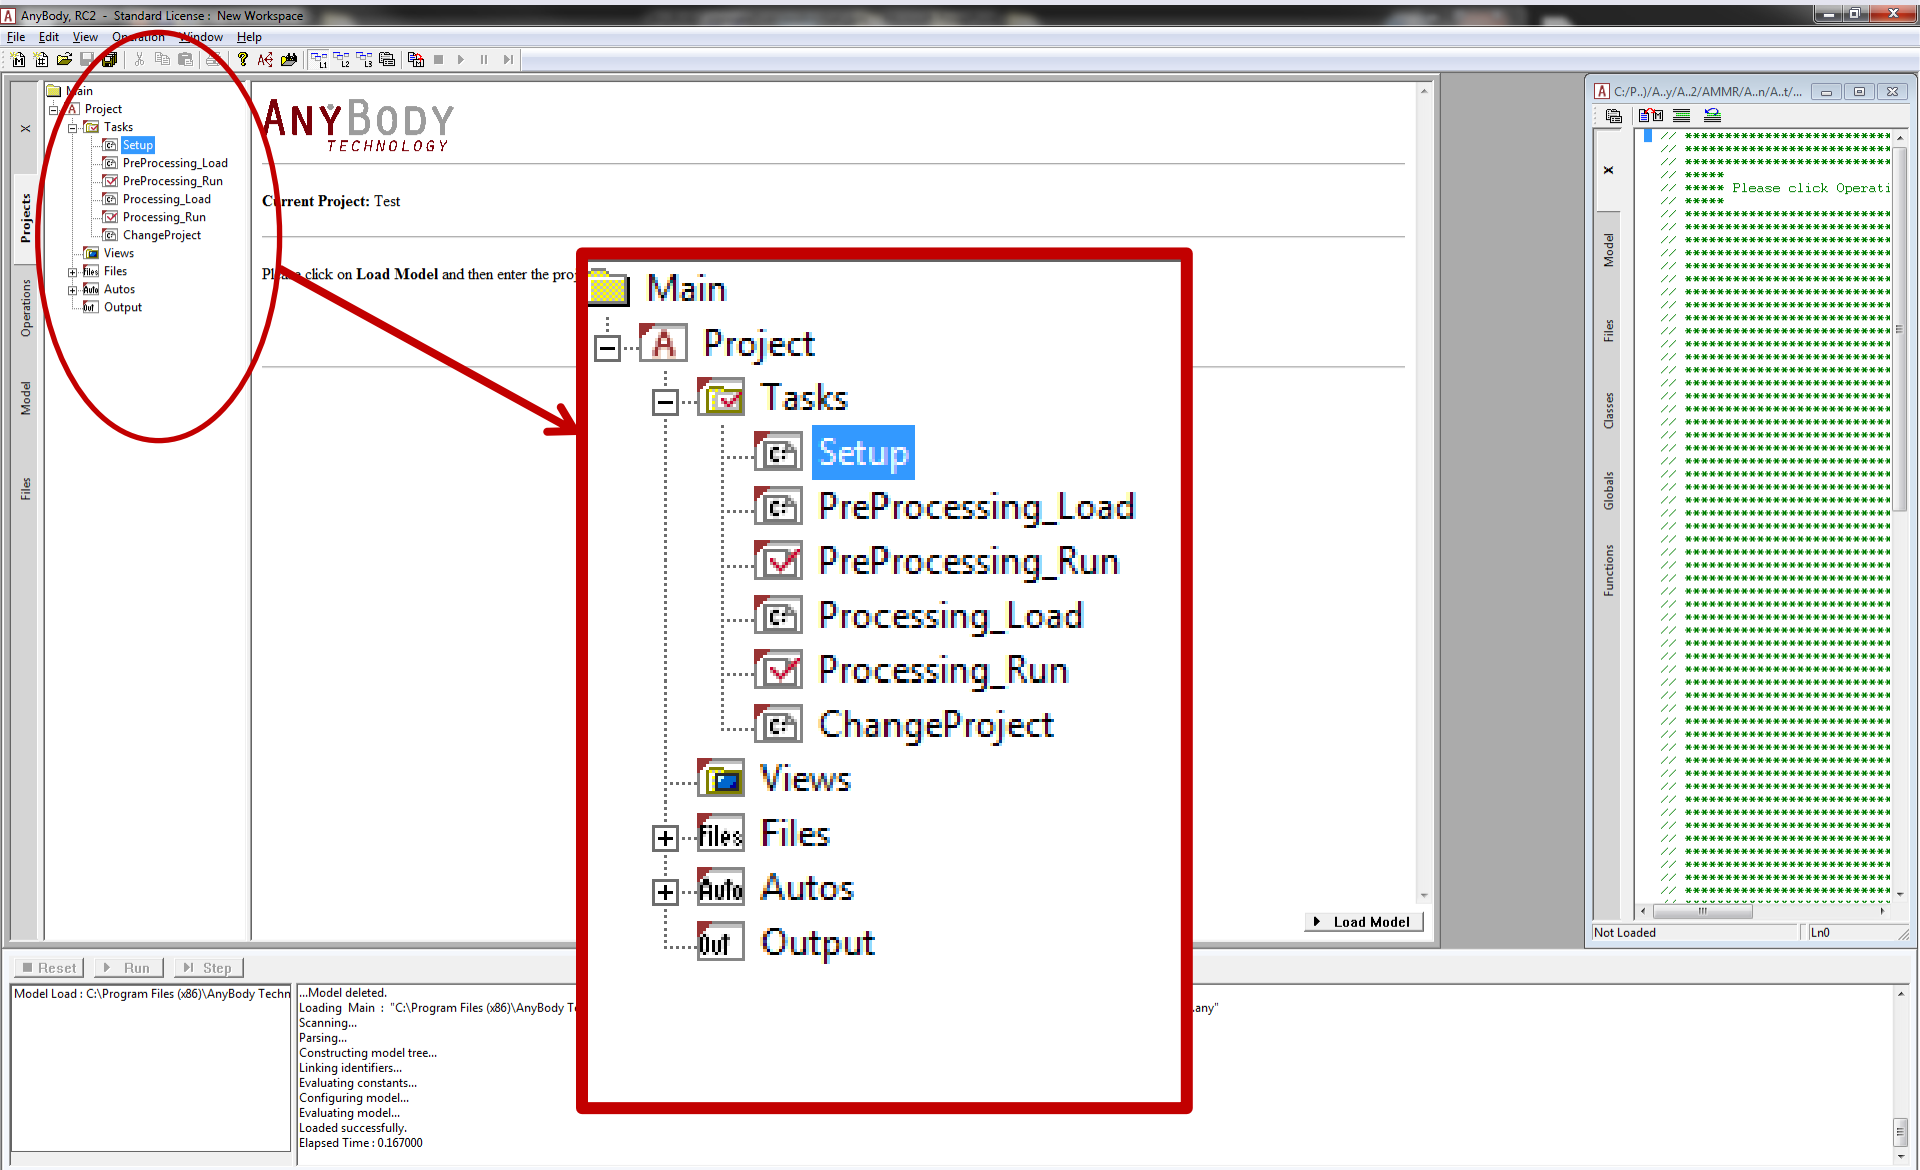 AnyBody, RC2 - Standard License : New Workspace
File Edit View Operation Window Help
Main
Project
Tasks
Setup
PreProcessing_Load
PreProcessing_Run
Processing_Load
Processing_Run
ChangeProject
Views
Files
Autos
Output
Projects
Operations
Model
Files
ANYBODY
TECHNOLOGY
Current Project: Test
Please click on Load Model and then enter the
Main
Project
Tasks
Setup
PreProcessing_Load
PreProcessing_Run
Processing_Load
Processing_Run
ChangeProject
Views
Files
Autos
Output
Load Model
C:/P..)/A..y/A..2/AMMR/A..n/A..t/...
Model
Files
Classes
Globals
Functions
// ***** Please click Operati
Not Loaded
Ln0
Reset Run Step
Model Load : C:\Program Files (x86)\AnyBody Techn
...Model deleted.
Loading Main : "C:\Program Files (x86)\AnyBody .any"
Scanning...
Parsing...
Constructing model tree...
Linking identifiers...
Evaluating constants...
Configuring model...
Evaluating model...
Loaded successfully.
Elapsed Time : 0.167000